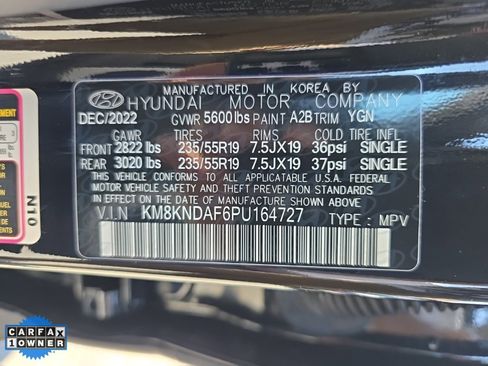 MANUFACTURED IN KOREA BY
HYUNDAI MOTOR COMPANY
DEC/2022 GVWR 5600lbs PAINT A2B TRIM YGN
GAWR TIRES RIMS COLD TIRE INFL
FRONT 2822 lbs 235/55R19 7.5JX19 36psi SINGLE
REAR 3020 lbs 235/55R19 7.5JX19 37psi SINGLE
THIS VEHICLE CONFORMS TO ALL APPLICABLE U.S.A. FEDERAL
MOTOR VEHICLE SAFETY AND THEFT PREVENTION STANDARDS
IN EFFECT ON THE DATE OF MANUFACTURE SHOWN ABOVE.
V.I.N KM8KNDAF6PU164727 TYPE : MPV
N10
CARFAX
1 OWNER